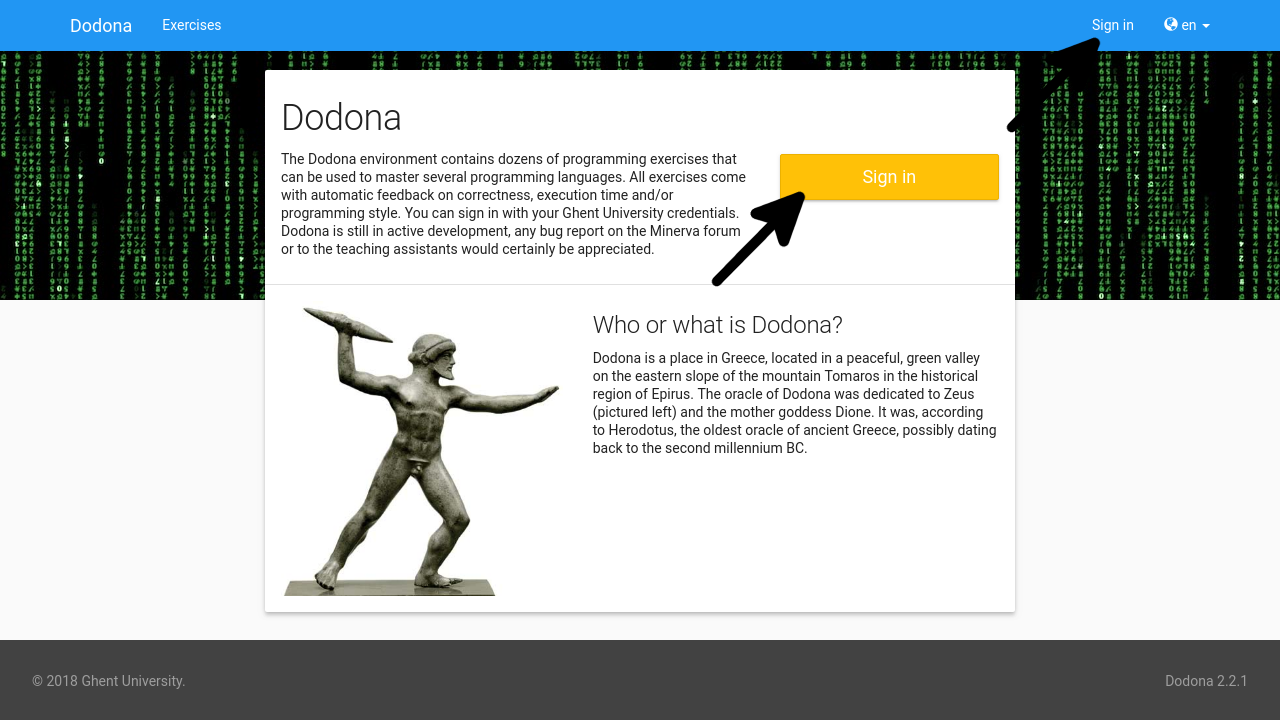 Dodona Exercises Sign in en
Dodona
The Dodona environment contains dozens of programming exercises that
can be used to master several programming languages. All exercises come
with automatic feedback on correctness, execution time and/or
programming style. You can sign in with your Ghent University credentials.
Dodona is still in active development, any bug report on the Minerva forum
or to the teaching assistants would certainly be appreciated.
Sign in
Who or what is Dodona?
Dodona is a place in Greece, located in a peaceful, green valley
on the eastern slope of the mountain Tomaros in the historical
region of Epirus. The oracle of Dodona was dedicated to Zeus
(pictured left) and the mother goddess Dione. It was, according
to Herodotus, the oldest oracle of ancient Greece, possibly dating
back to the second millennium BC.
© 2018 Ghent University. Dodona 2.2.1